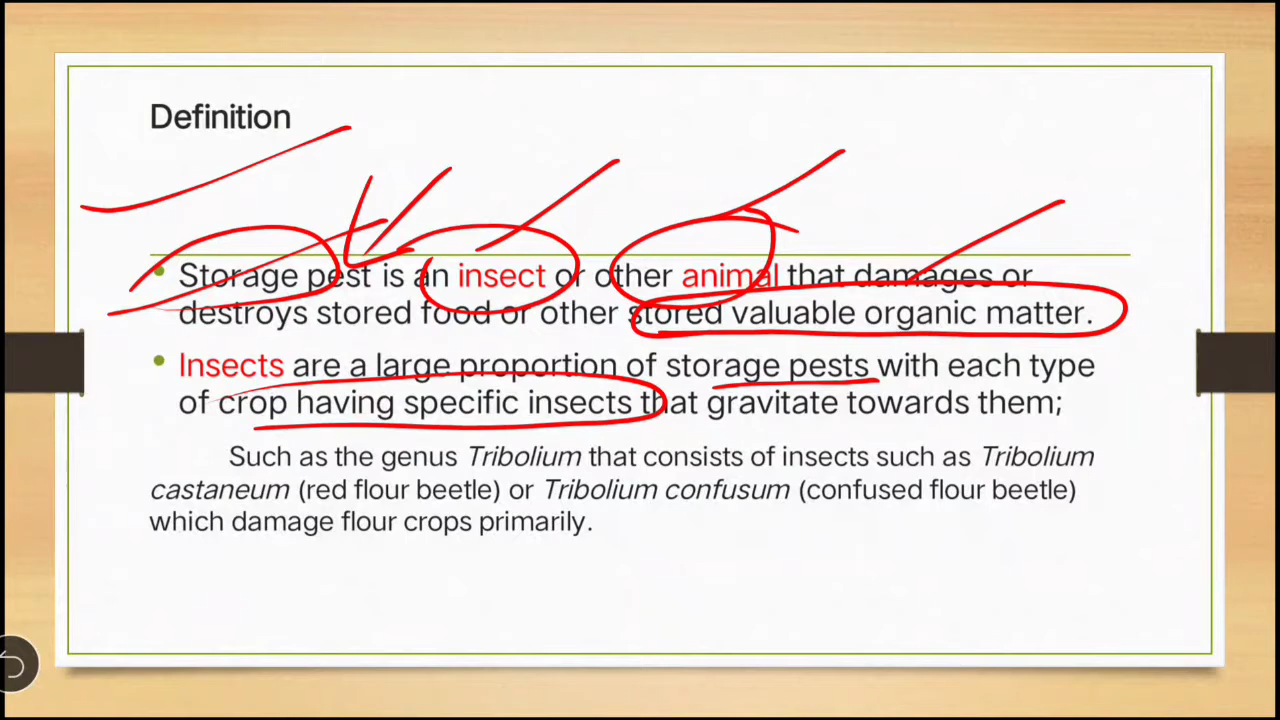 Definition
• Storage pest is an insect or other animal that damages or
destroys stored food or other stored valuable organic matter.
• Insects are a large proportion of storage pests with each type
of crop having specific insects that gravitate towards them;
Such as the genus Tribolium that consists of insects such as Tribolium
castaneum (red flour beetle) or Tribolium confusum (confused flour beetle)
which damage flour crops primarily.